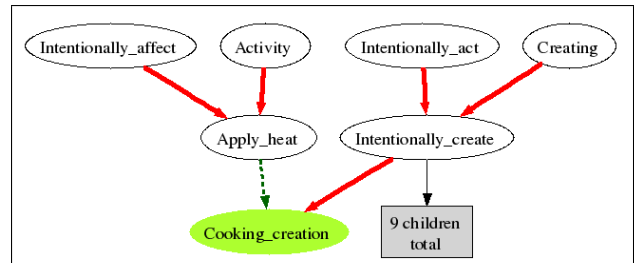 Intentionally_affect
Activity
Intentionally_act
Creating
Apply_heat
Intentionally_create
Cooking_creation
9 children
total